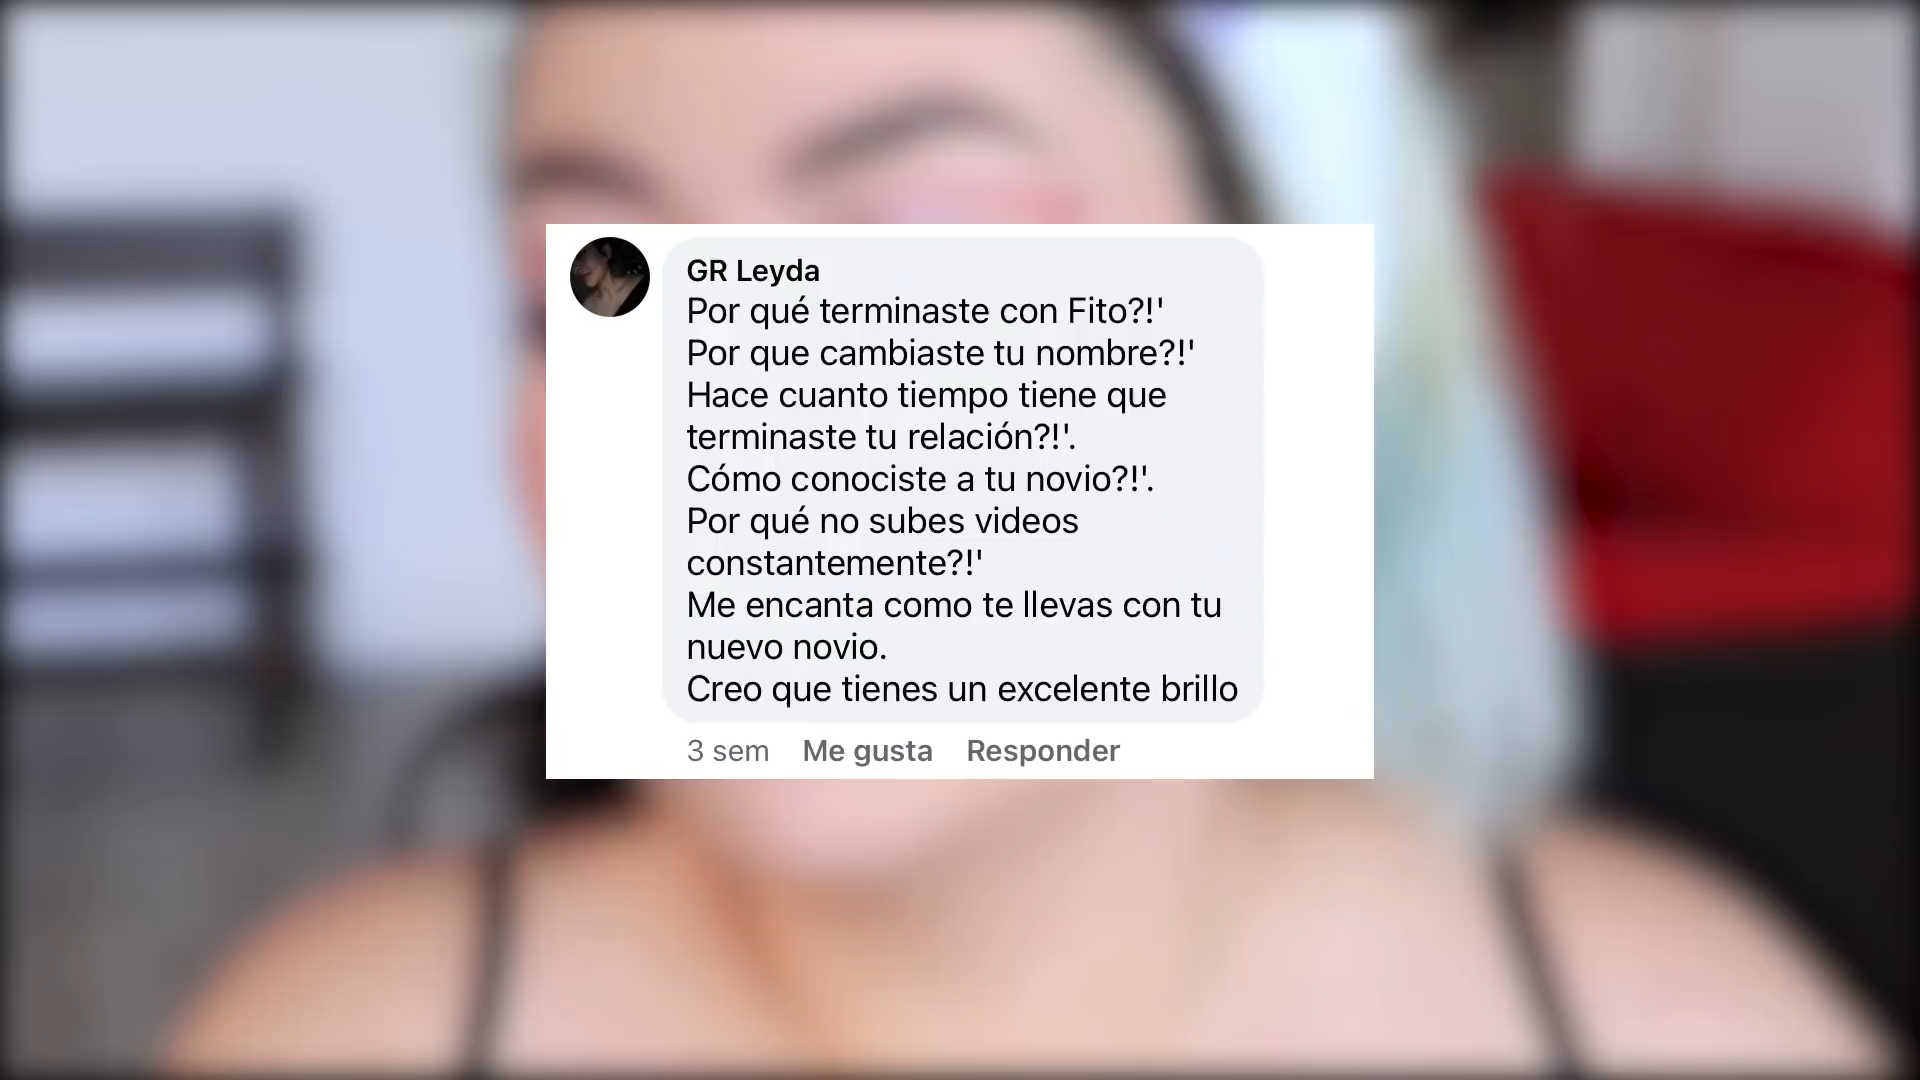 GR Leyda
Por qué terminaste con Fito?!'
Por que cambiaste tu nombre?!'
Hace cuanto tiempo tiene que
terminaste tu relación?!'.
Cómo conociste a tu novio?!'.
Por qué no subes videos
constantemente?!'
Me encanta como te llevas con tu
nuevo novio.
Creo que tienes un excelente brillo
3 sem Me gusta Responder